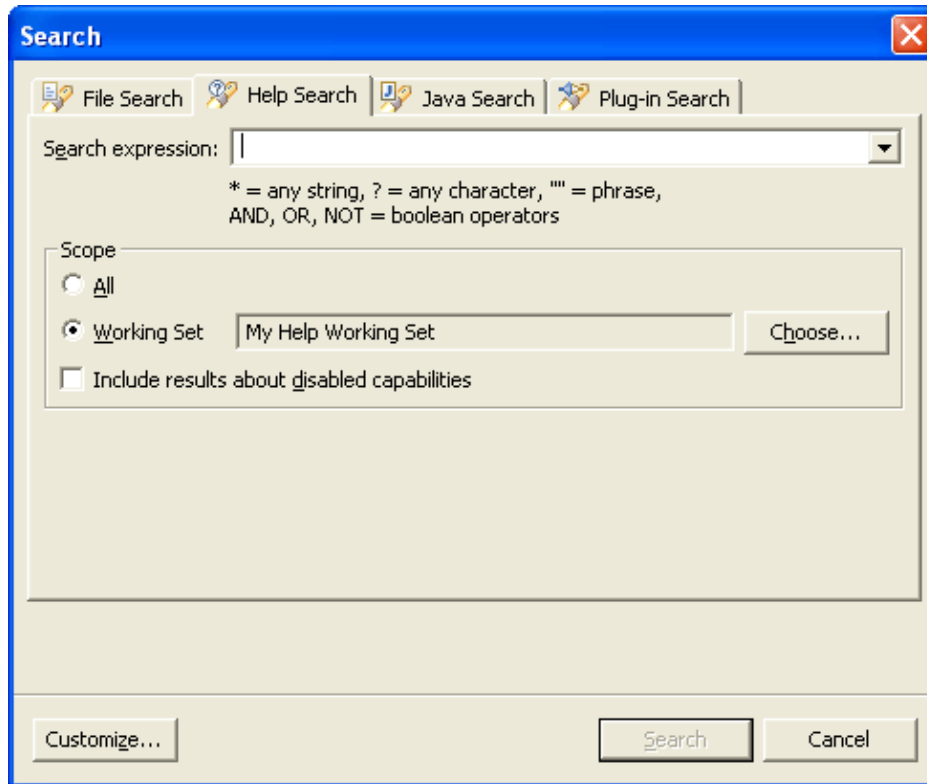 Search
File Search Help Search Java Search Plug-in Search
Search expression:
* = any string, ? = any character, "" = phrase,
AND, OR, NOT = boolean operators
Scope
All
Working Set My Help Working Set Choose...
Include results about disabled capabilities
Customize... Search Cancel